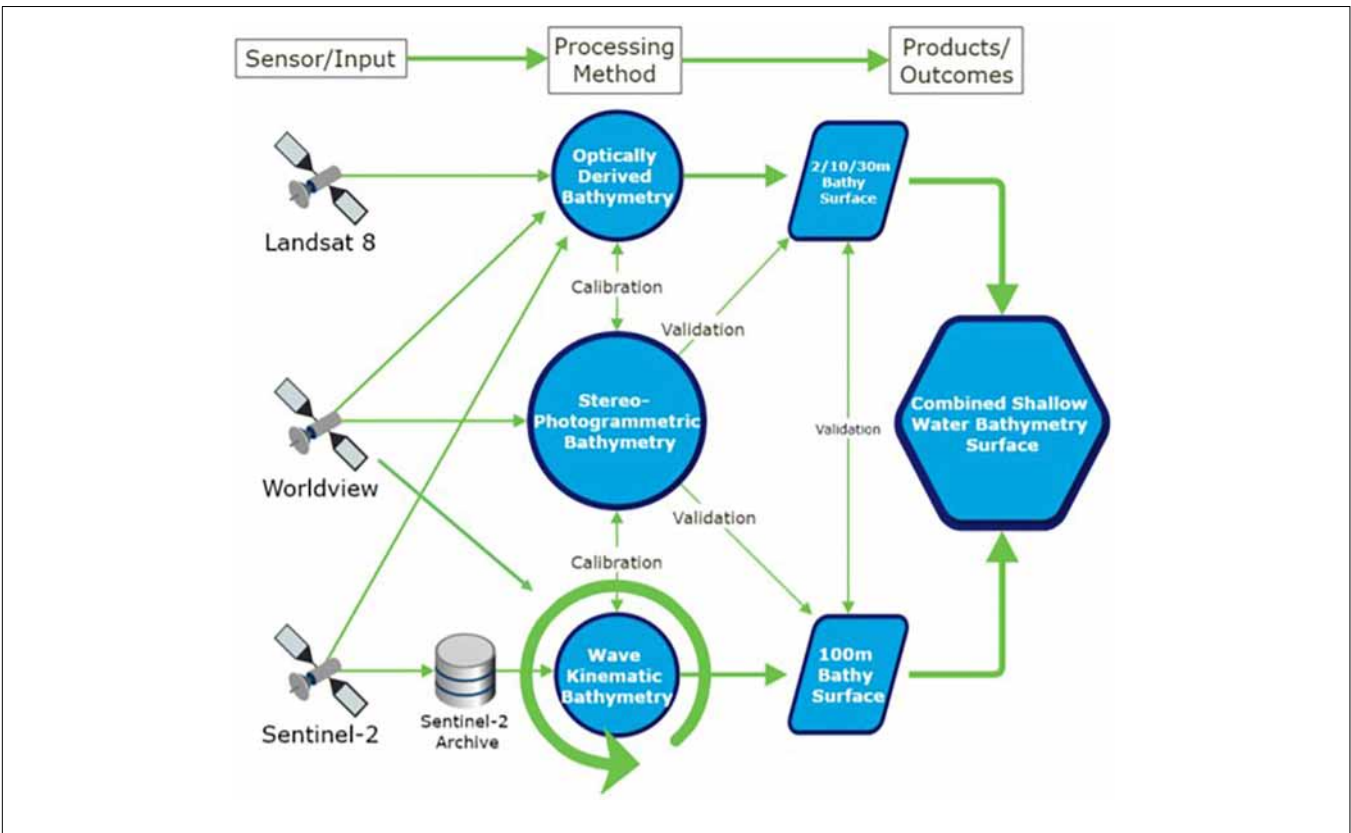 Sensor/Input
Processing
Method
Products/
Outcomes
Landsat 8
Optically
Derived
Bathymetry
2/10/30m
Bathy
Surface
Calibration
Validation
Worldview
Stereo-
Photogrammetric
Bathymetry
Validation
Combined Shallow
Water Bathymetry
Surface
Validation
Calibration
Sentinel-2
Sentinel-2
Archive
Wave
Kinematic
Bathymetry
100m
Bathy
Surface